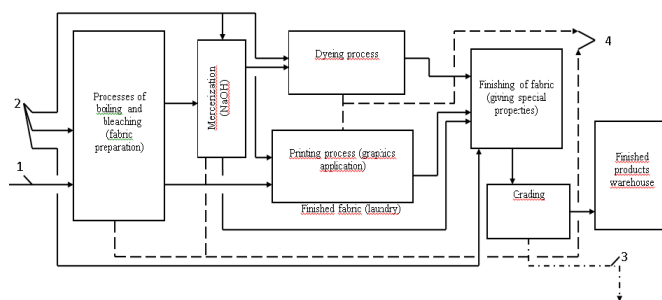 4
Dyeing process
Finishing of fabric
(giving special
properties)
Processes of
boiling and
bleaching
(fabric
preparation)
Mercerization
(NaOH)
2
Printing process (graphics
application)
Finished
products
warehouse
1
Grading
Finished fabric (laundry)
3